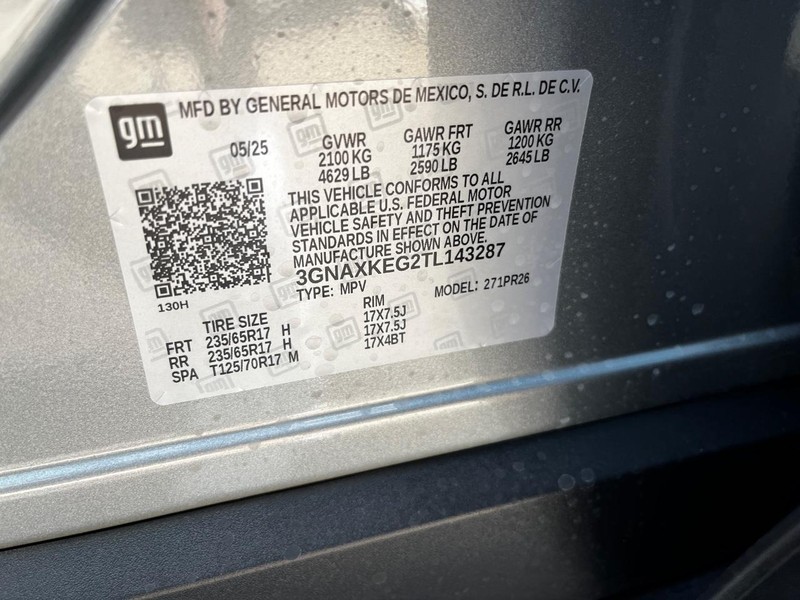 gm MFD BY GENERAL MOTORS DE MEXICO, S. DE R.L. DE C.V.
05/25 GVWR GAWR FRT GAWR RR
2100 KG 1175 KG 1200 KG
4629 LB 2590 LB 2645 LB
THIS VEHICLE CONFORMS TO ALL
APPLICABLE U.S. FEDERAL MOTOR
VEHICLE SAFETY AND THEFT PREVENTION
STANDARDS IN EFFECT ON THE DATE OF
MANUFACTURE SHOWN ABOVE.
3GNAXKEG2TL143287
TYPE: MPV MODEL: 271PR26
130H
TIRE SIZE RIM
FRT 235/65R17 H 17X7.5J
RR 235/65R17 H 17X7.5J
SPA T125/70R17 M 17X4BT